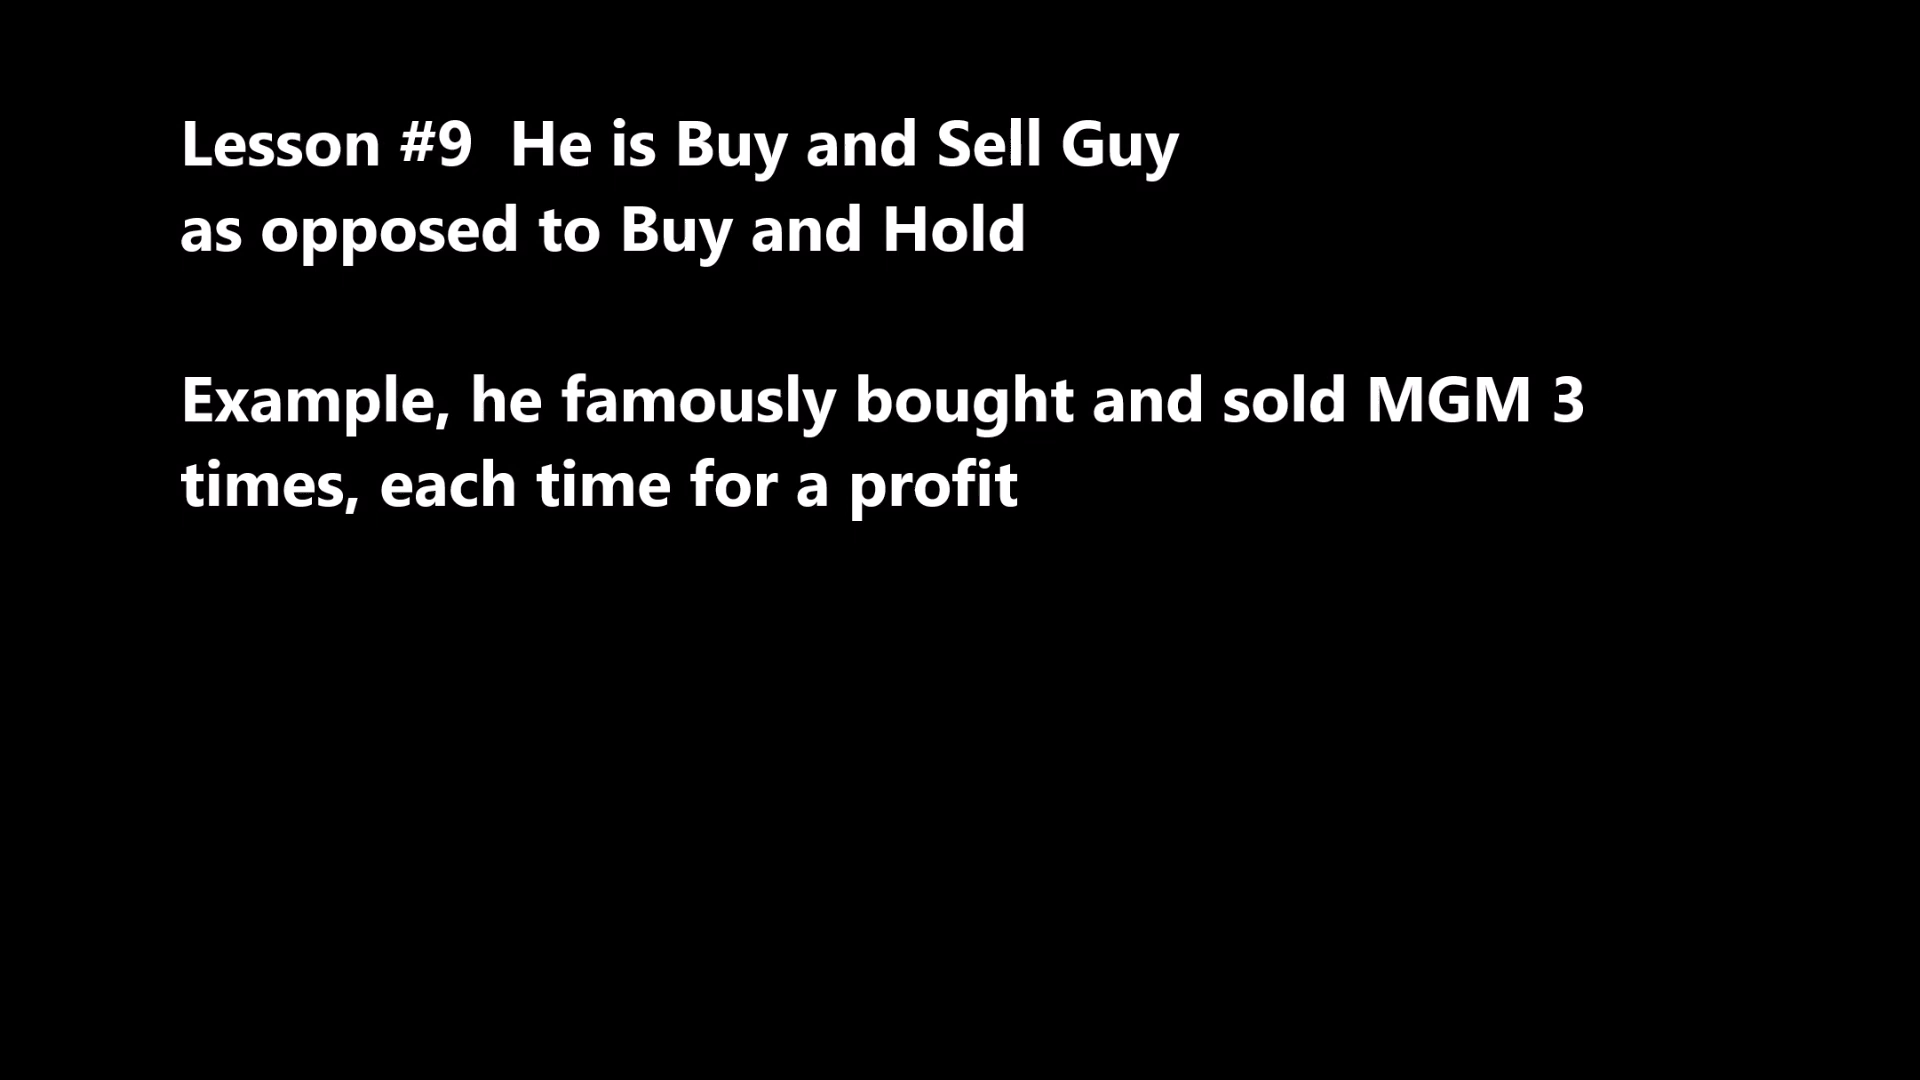 Lesson #9  He is Buy and Sell Guy
as opposed to Buy and Hold
Example, he famously bought and sold MGM 3
times, each time for a profit